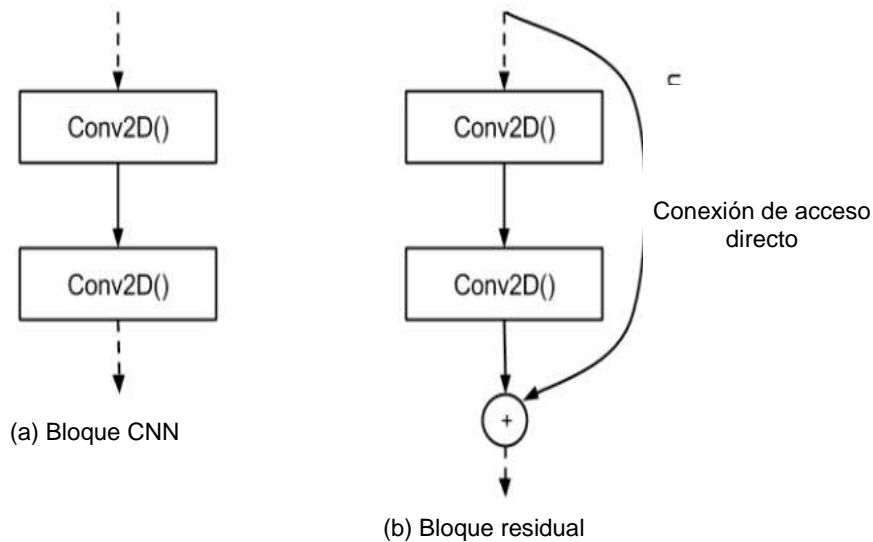 Conv2D()
Conv2D()
(a) Bloque CNN
Conv2D()
Conv2D()
+
Conexión de acceso
directo
(b) Bloque residual